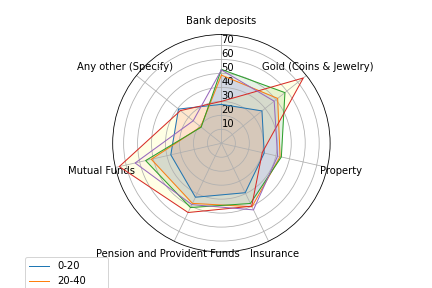 Bank deposits
70
60
50
40
30
20
10
Gold (Coins & Jewelry)
Any other (Specify)
Mutual Funds
Property
Pension and Provident Funds
Insurance
0-20
20-40